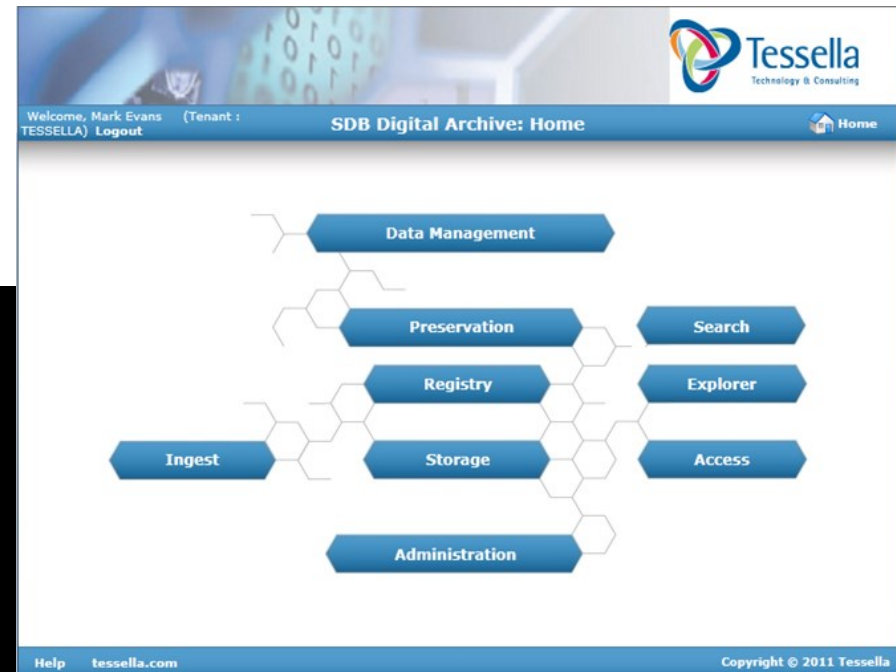 Tessella
Technology & Consulting
Welcome, Mark Evans (Tenant :
TESSELLA) Logout
SDB Digital Archive: Home
Home
Data Management
Preservation
Search
Registry
Explorer
Ingest
Storage
Access
Administration
Help tessella.com
Copyright © 2011 Tessella